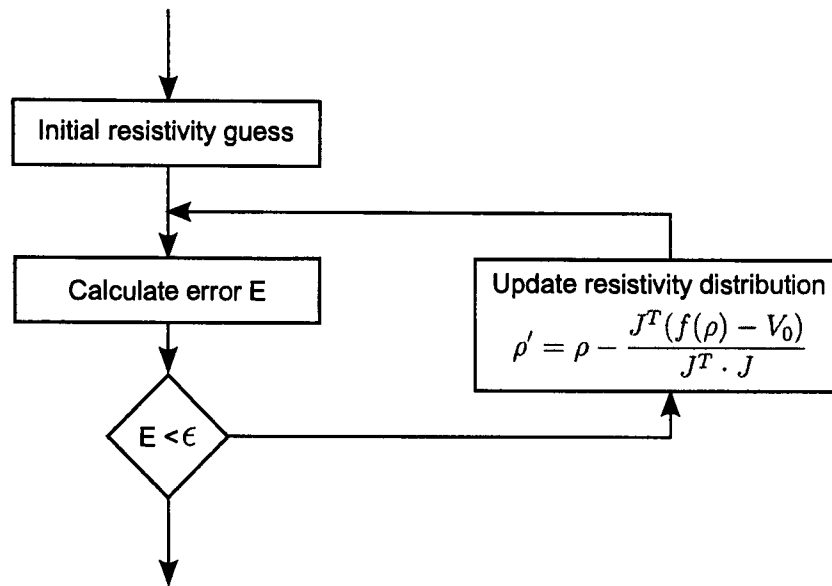 Initial resistivity guess
Calculate error E
E < ϵ
Update resistivity distribution
ρ′ = ρ − J^T(f(ρ) − V_0) / J^T · J